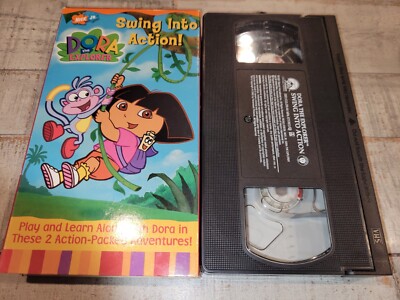 NICK JR.
Swing Into
Action!
DORA
the EXPLORER
Play and Learn Along with Dora in
These 2 Action-Packed Adventures!
DORA THE EXPLORER
SWING INTO ACTION
VHS